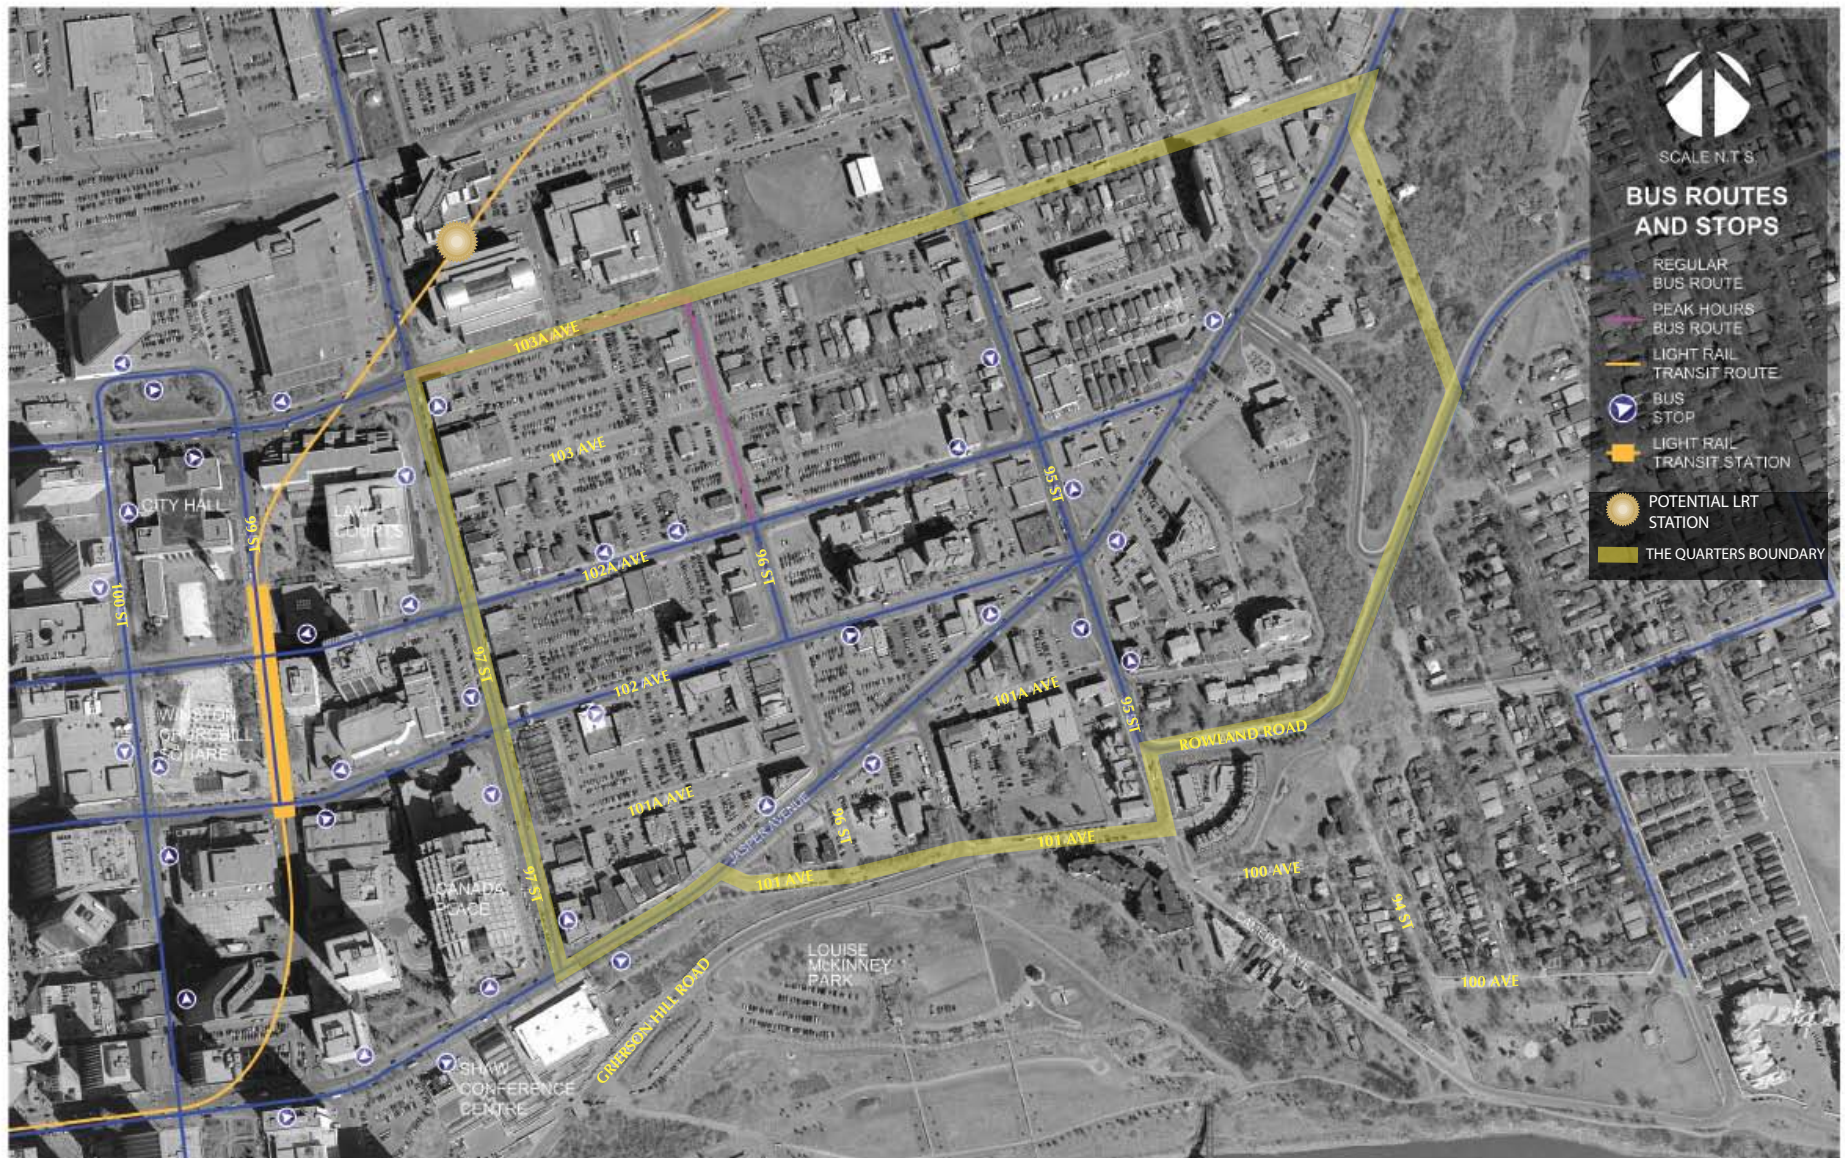 SCALE N.T.S.
BUS ROUTES
AND STOPS
REGULAR
BUS ROUTE
PEAK HOURS
BUS ROUTE
LIGHT RAIL
TRANSIT ROUTE
BUS
STOP
LIGHT RAIL
TRANSIT STATION
POTENTIAL LRT
STATION
THE QUARTERS BOUNDARY
103A AVE
103 AVE
CITY HALL
LAW
COURTS
99 ST
95 ST
102A AVE
96 ST
100 ST
97 ST
102 AVE
101A AVE
95 ST
WINSTON
CHURCHILL
SQUARE
ROWLAND ROAD
101A AVE
JASPER AVENUE
96 ST
101 AVE
97 ST
101 AVE
100 AVE
CANADA
PLACE
94 ST
CAMERON AVE
LOUISE
McKINNEY
PARK
100 AVE
GRIERSON HILL ROAD
SHAW
CONFERENCE
CENTRE